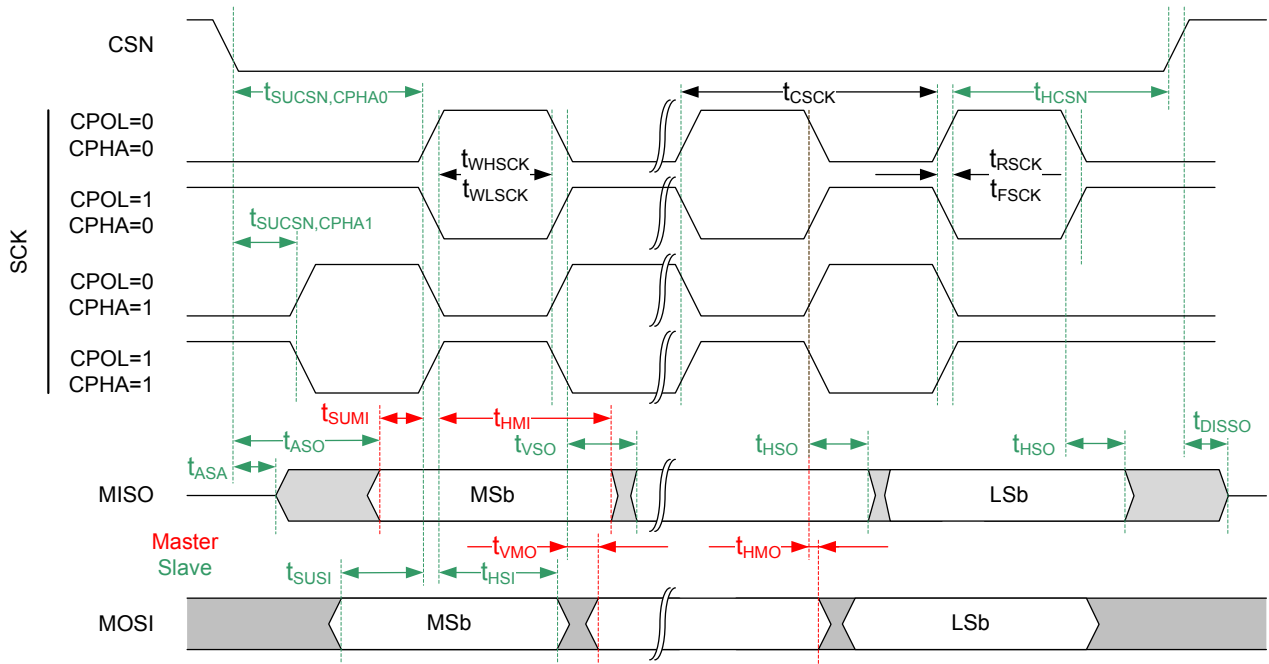 CSN
tSUCSN,CPHA0
tCSCK
tHCSN
SCK
CPOL=0
CPHA=0
tWHSCK
tWLSCK
tRSCK
tFSCK
CPOL=1
CPHA=0
tSUCSN,CPHA1
CPOL=0
CPHA=1
CPOL=1
CPHA=1
tSUMI
tHMI
tDISSO
tASO
tVSO
tHSO
tHSO
tASA
MISO
MSb
LSb
Master
Slave
tVMO
tHMO
tSUSI
tHSI
MOSI
MSb
LSb